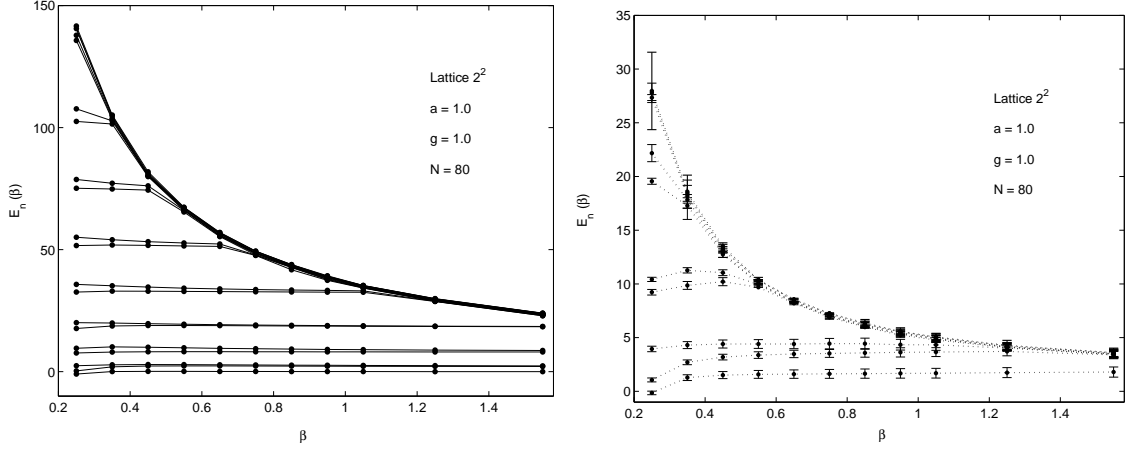 150
100
50
0
E_n (β)
Lattice 2^2
a = 1.0
g = 1.0
N = 80
0.2 0.4 0.6 0.8 1 1.2 1.4
β
35
30
25
20
15
10
5
0
E_n (β)
Lattice 2^2
a = 1.0
g = 1.0
N = 80
0.2 0.4 0.6 0.8 1 1.2 1.4
β